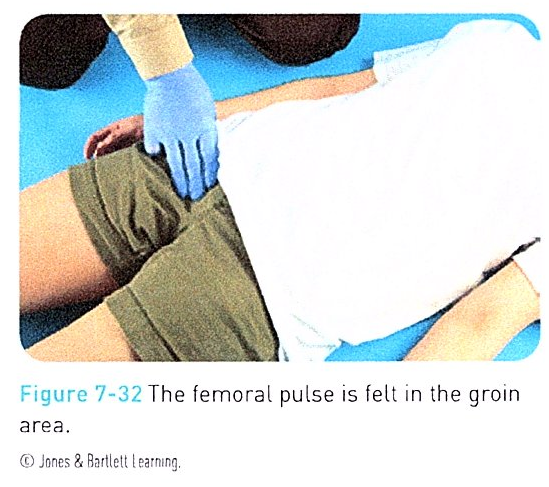 Figure 7-32 The femoral pulse is felt in the groin
area.
© Jones & Bartlett Learning.